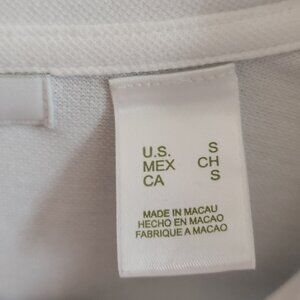 U.S. S
MEX CH
CA S
MADE IN MACAU
HECHO EN MACAO
FABRIQUE A MACAO